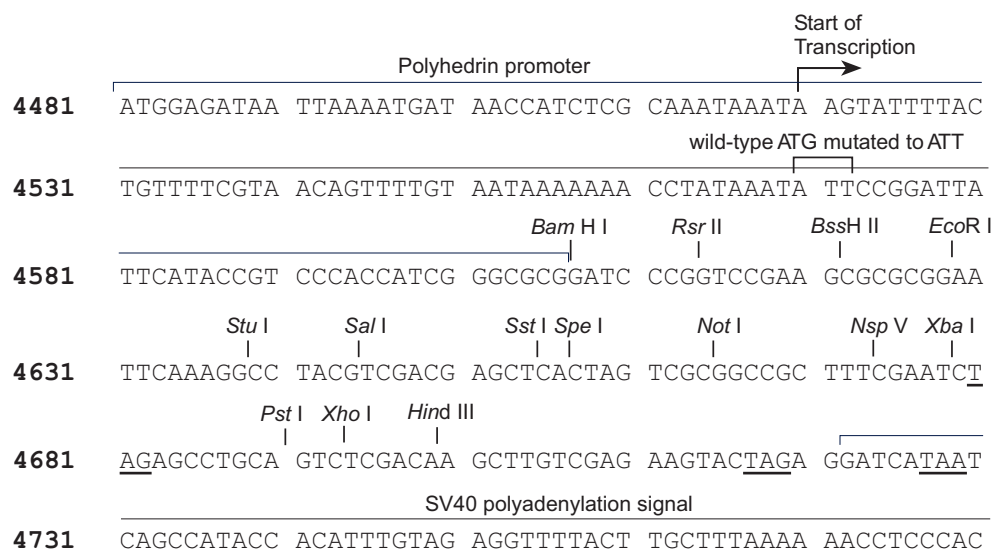 Start of
Transcription
Polyhedrin promoter
4481 ATGGAGATAA TTAAAATGAT AACCATCTCG CAAATAAATA AGTATTTTAC
wild-type ATG mutated to ATT
4531 TGTTTTCGTA ACAGTTTTGT AATAAAAAAA CCTATAAATA TTCCGGATTA
Bam H I Rsr II BssH II EcoR I
4581 TTCATACCGT CCCACCATCG GGCGCGGATC CCGGTCCGAA GCGCGCGGAA
Stu I Sal I Sst I Spe I Not I Nsp V Xba I
4631 TTCAAAGGCC TACGTCGACG AGCTCACTAG TCGCGGCCGC TTTCGAATCT
Pst I Xho I Hind III
4681 AGAGCCTGCA GTCTCGACAA GCTTGTCGAG AAGTACTAGA GGATCATAAT
SV40 polyadenylation signal
4731 CAGCCATACC ACATTTGTAG AGGTTTTACT TGCTTTAAAA AACCTCCCAC